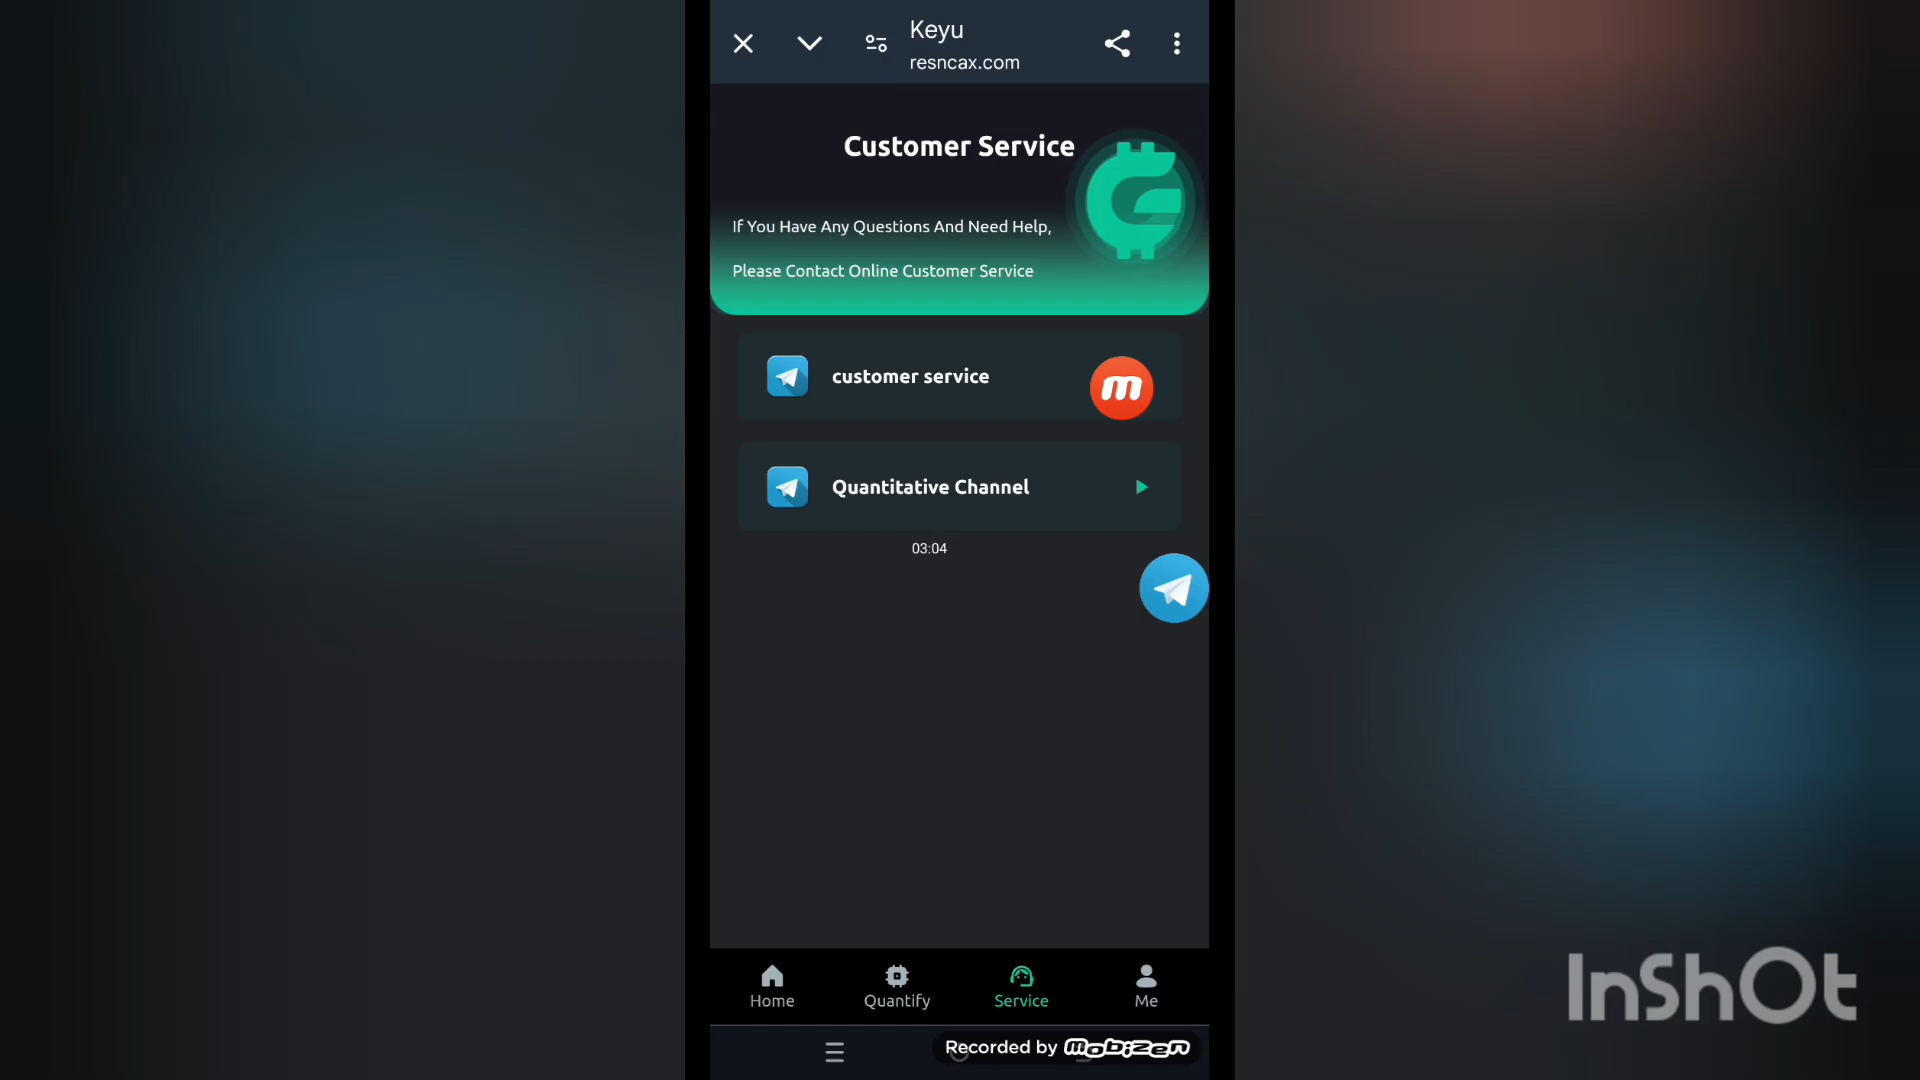 Keyu
resncax.com
Customer Service
If You Have Any Questions And Need Help,
Please Contact Online Customer Service
customer service
m
Quantitative Channel
03:04
Home
Quantify
Service
Me
Recorded by mobizen
InShOt